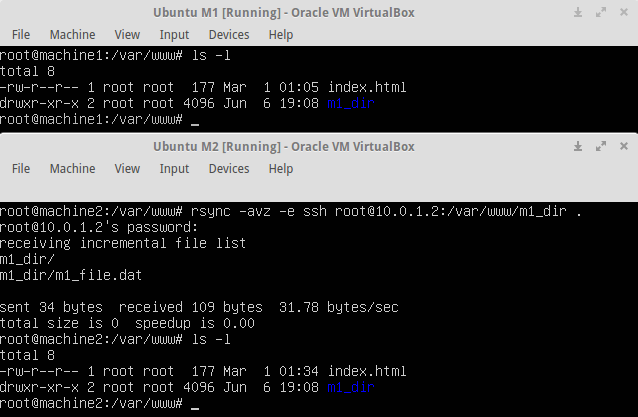 Ubuntu M1 [Running] - Oracle VM VirtualBox
File Machine View Input Devices Help
root@machine1:/var/www# ls -l
total 8
-rw-r--r-- 1 root root  177 Mar  1 01:05 index.html
drwxr-xr-x 2 root root 4096 Jun  6 19:08 m1_dir
root@machine1:/var/www# _
Ubuntu M2 [Running] - Oracle VM VirtualBox
File Machine View Input Devices Help
root@machine2:/var/www# rsync -avz -e ssh root@10.0.1.2:/var/www/m1_dir .
root@10.0.1.2's password:
receiving incremental file list
m1_dir/
m1_dir/m1_file.dat
sent 34 bytes  received 109 bytes  31.78 bytes/sec
total size is 0  speedup is 0.00
root@machine2:/var/www# ls -l
total 8
-rw-r--r-- 1 root root  177 Mar  1 01:34 index.html
drwxr-xr-x 2 root root 4096 Jun  6 19:08 m1_dir
root@machine2:/var/www# _